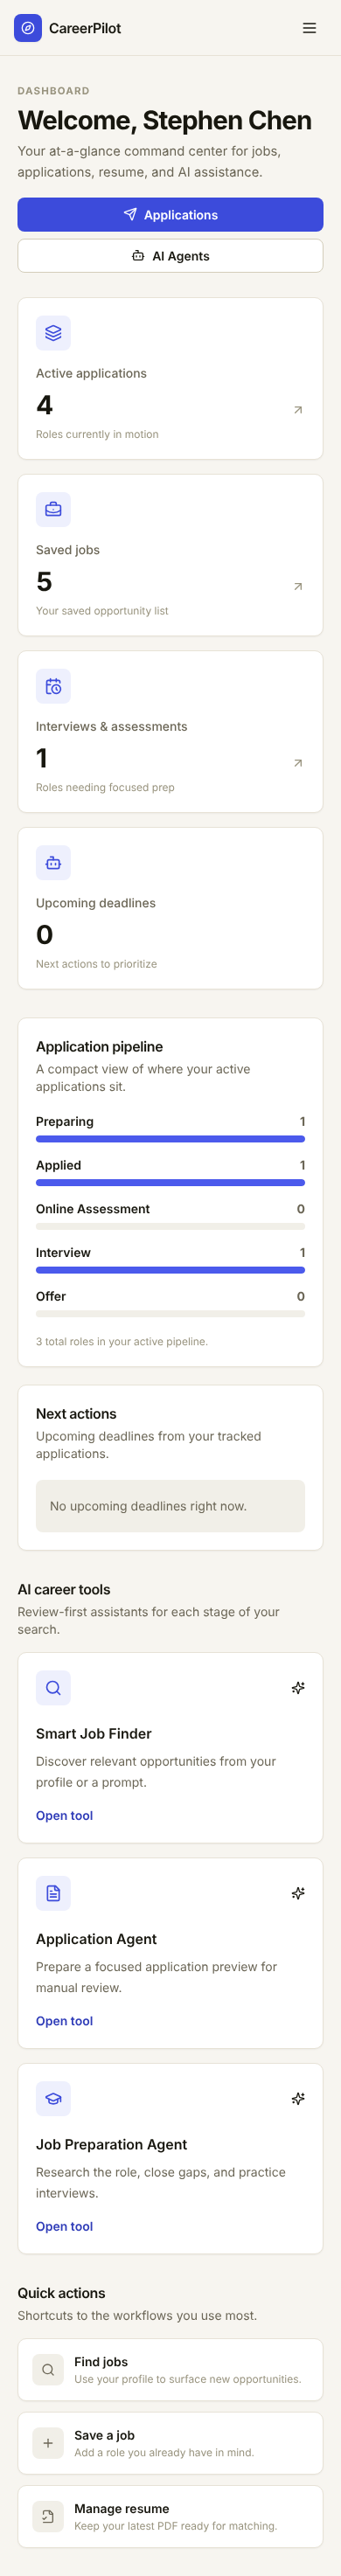 CareerPilot
DASHBOARD
Welcome, Stephen Chen
Your at-a-glance command center for jobs,
applications, resume, and AI assistance.
Applications
AI Agents
Active applications
4
Roles currently in motion
Saved jobs
5
Your saved opportunity list
Interviews & assessments
1
Roles needing focused prep
Upcoming deadlines
0
Next actions to prioritize
Application pipeline
A compact view of where your active
applications sit.
Preparing 1
Applied 1
Online Assessment 0
Interview 1
Offer 0
3 total roles in your active pipeline.
Next actions
Upcoming deadlines from your tracked
applications.
No upcoming deadlines right now.
AI career tools
Review-first assistants for each stage of your
search.
Smart Job Finder
Discover relevant opportunities from your
profile or a prompt.
Open tool
Application Agent
Prepare a focused application preview for
manual review.
Open tool
Job Preparation Agent
Research the role, close gaps, and practice
interviews.
Open tool
Quick actions
Shortcuts to the workflows you use most.
Find jobs
Use your profile to surface new opportunities.
Save a job
Add a role you already have in mind.
Manage resume
Keep your latest PDF ready for matching.